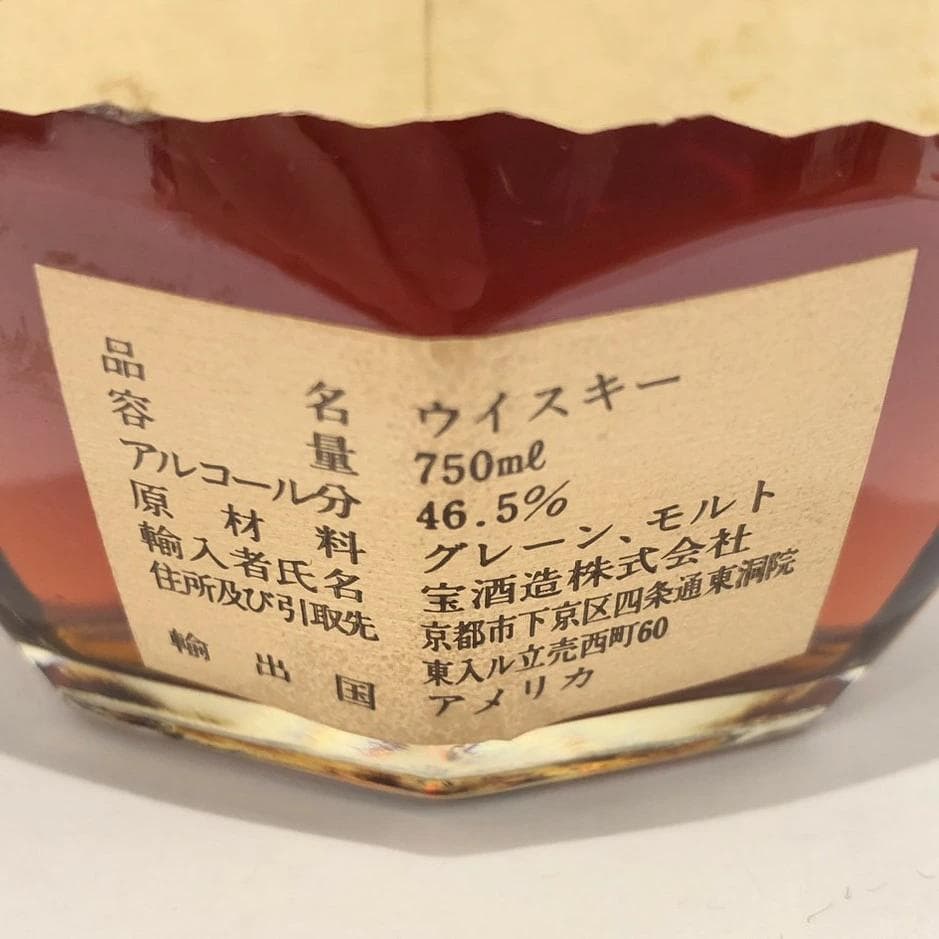 品名 ウイスキー
容量 750mℓ
アルコール分 46.5%
原材料 グレーン、モルト
輸入者氏名 宝酒造株式会社
住所及び引取先 京都市下京区四条通東洞院
東入ル立売西町60
輸出国 アメリカ